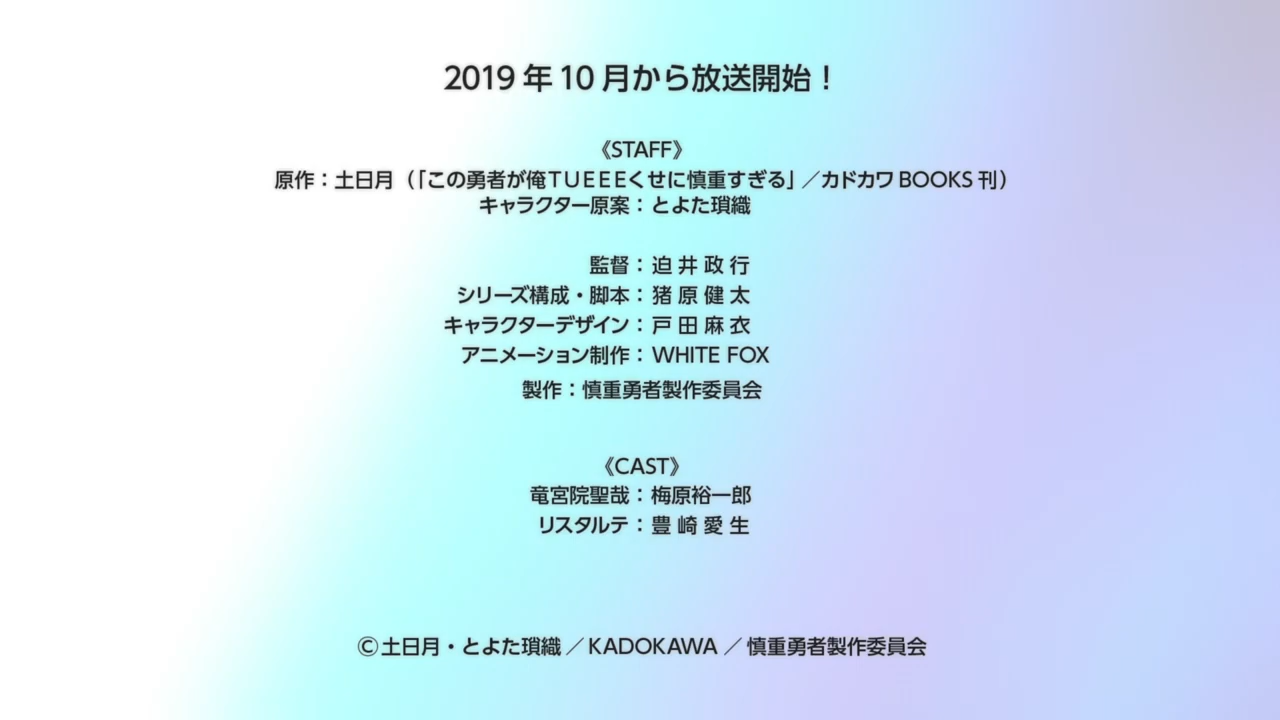 2019年10月から放送開始！
《STAFF》
原作：土日月（「この勇者が俺TUEEEくせに慎重すぎる」／カドカワBOOKS刊）
キャラクター原案：とよた瑣織
監督：迫井政行
シリーズ構成・脚本：猪原健太
キャラクターデザイン：戸田麻衣
アニメーション制作：WHITE FOX
製作：慎重勇者製作委員会
《CAST》
竜宮院聖哉：梅原裕一郎
リスタルテ：豊崎愛生
©土日月・とよた瑣織／KADOKAWA／慎重勇者製作委員会